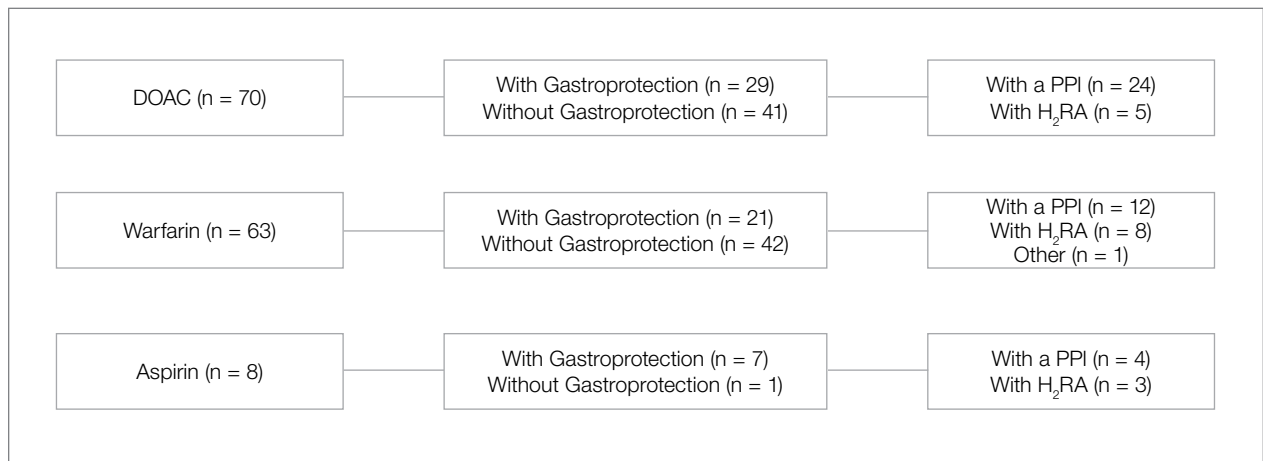 DOAC (n = 70)
With Gastroprotection (n = 29)
Without Gastroprotection (n = 41)
With a PPI (n = 24)
With H₂RA (n = 5)
Warfarin (n = 63)
With Gastroprotection (n = 21)
Without Gastroprotection (n = 42)
With a PPI (n = 12)
With H₂RA (n = 8)
Other (n = 1)
Aspirin (n = 8)
With Gastroprotection (n = 7)
Without Gastroprotection (n = 1)
With a PPI (n = 4)
With H₂RA (n = 3)